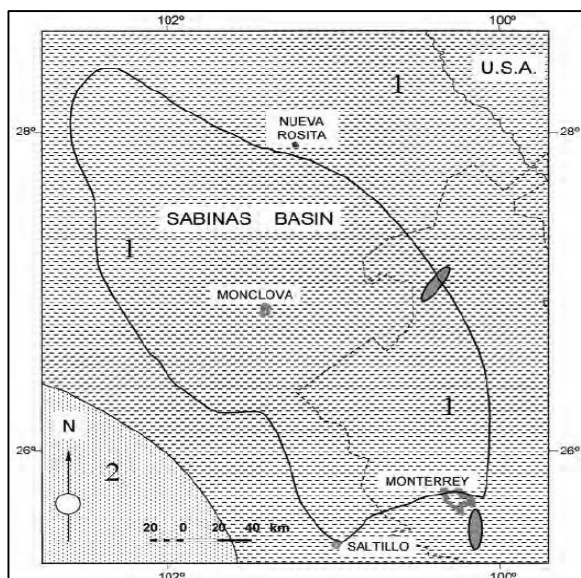 102º 100º
1 U.S.A.
28º NUEVA 28º
ROSITA
SABINAS BASIN
1
MONCLOVA
1
26º 26º
N
2
MONTERREY
20 0 20 40 km
SALTILLO
102º 100º